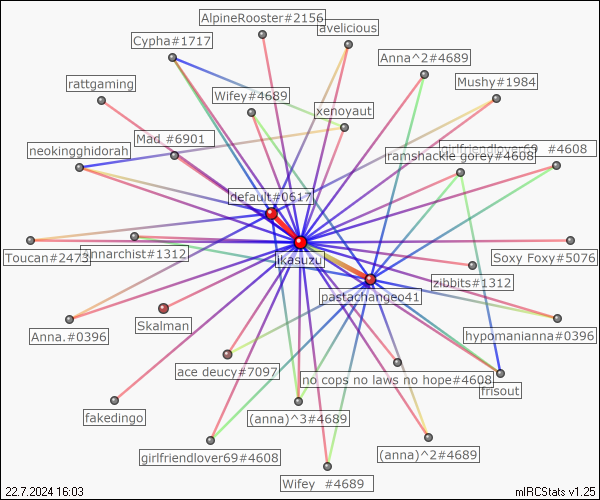 AlpineRooster#2156
avelicious
Cypha#1717
Anna^2#4689
rattgaming
Mushy#1984
Wifey#4689
xenoyaut
Mad_#6901
girlfriendlover69 #4608
neokingghidorah
ramshackle gorey#4608
default#0617
Toucan#2473
annarchist#1312
ikasuzu
Soxy Foxy#5076
zibbits#1312
pastachangeo41
Skalman
Anna.#0396
hypomanianna#0396
ace deucy#7097
no cops no laws no hope#4608
frisout
fakedingo
(anna)^3#4689
girlfriendlover69#4608
(anna)^2#4689
Wifey #4689
22.7.2024 16:03
mIRCStats v1.25